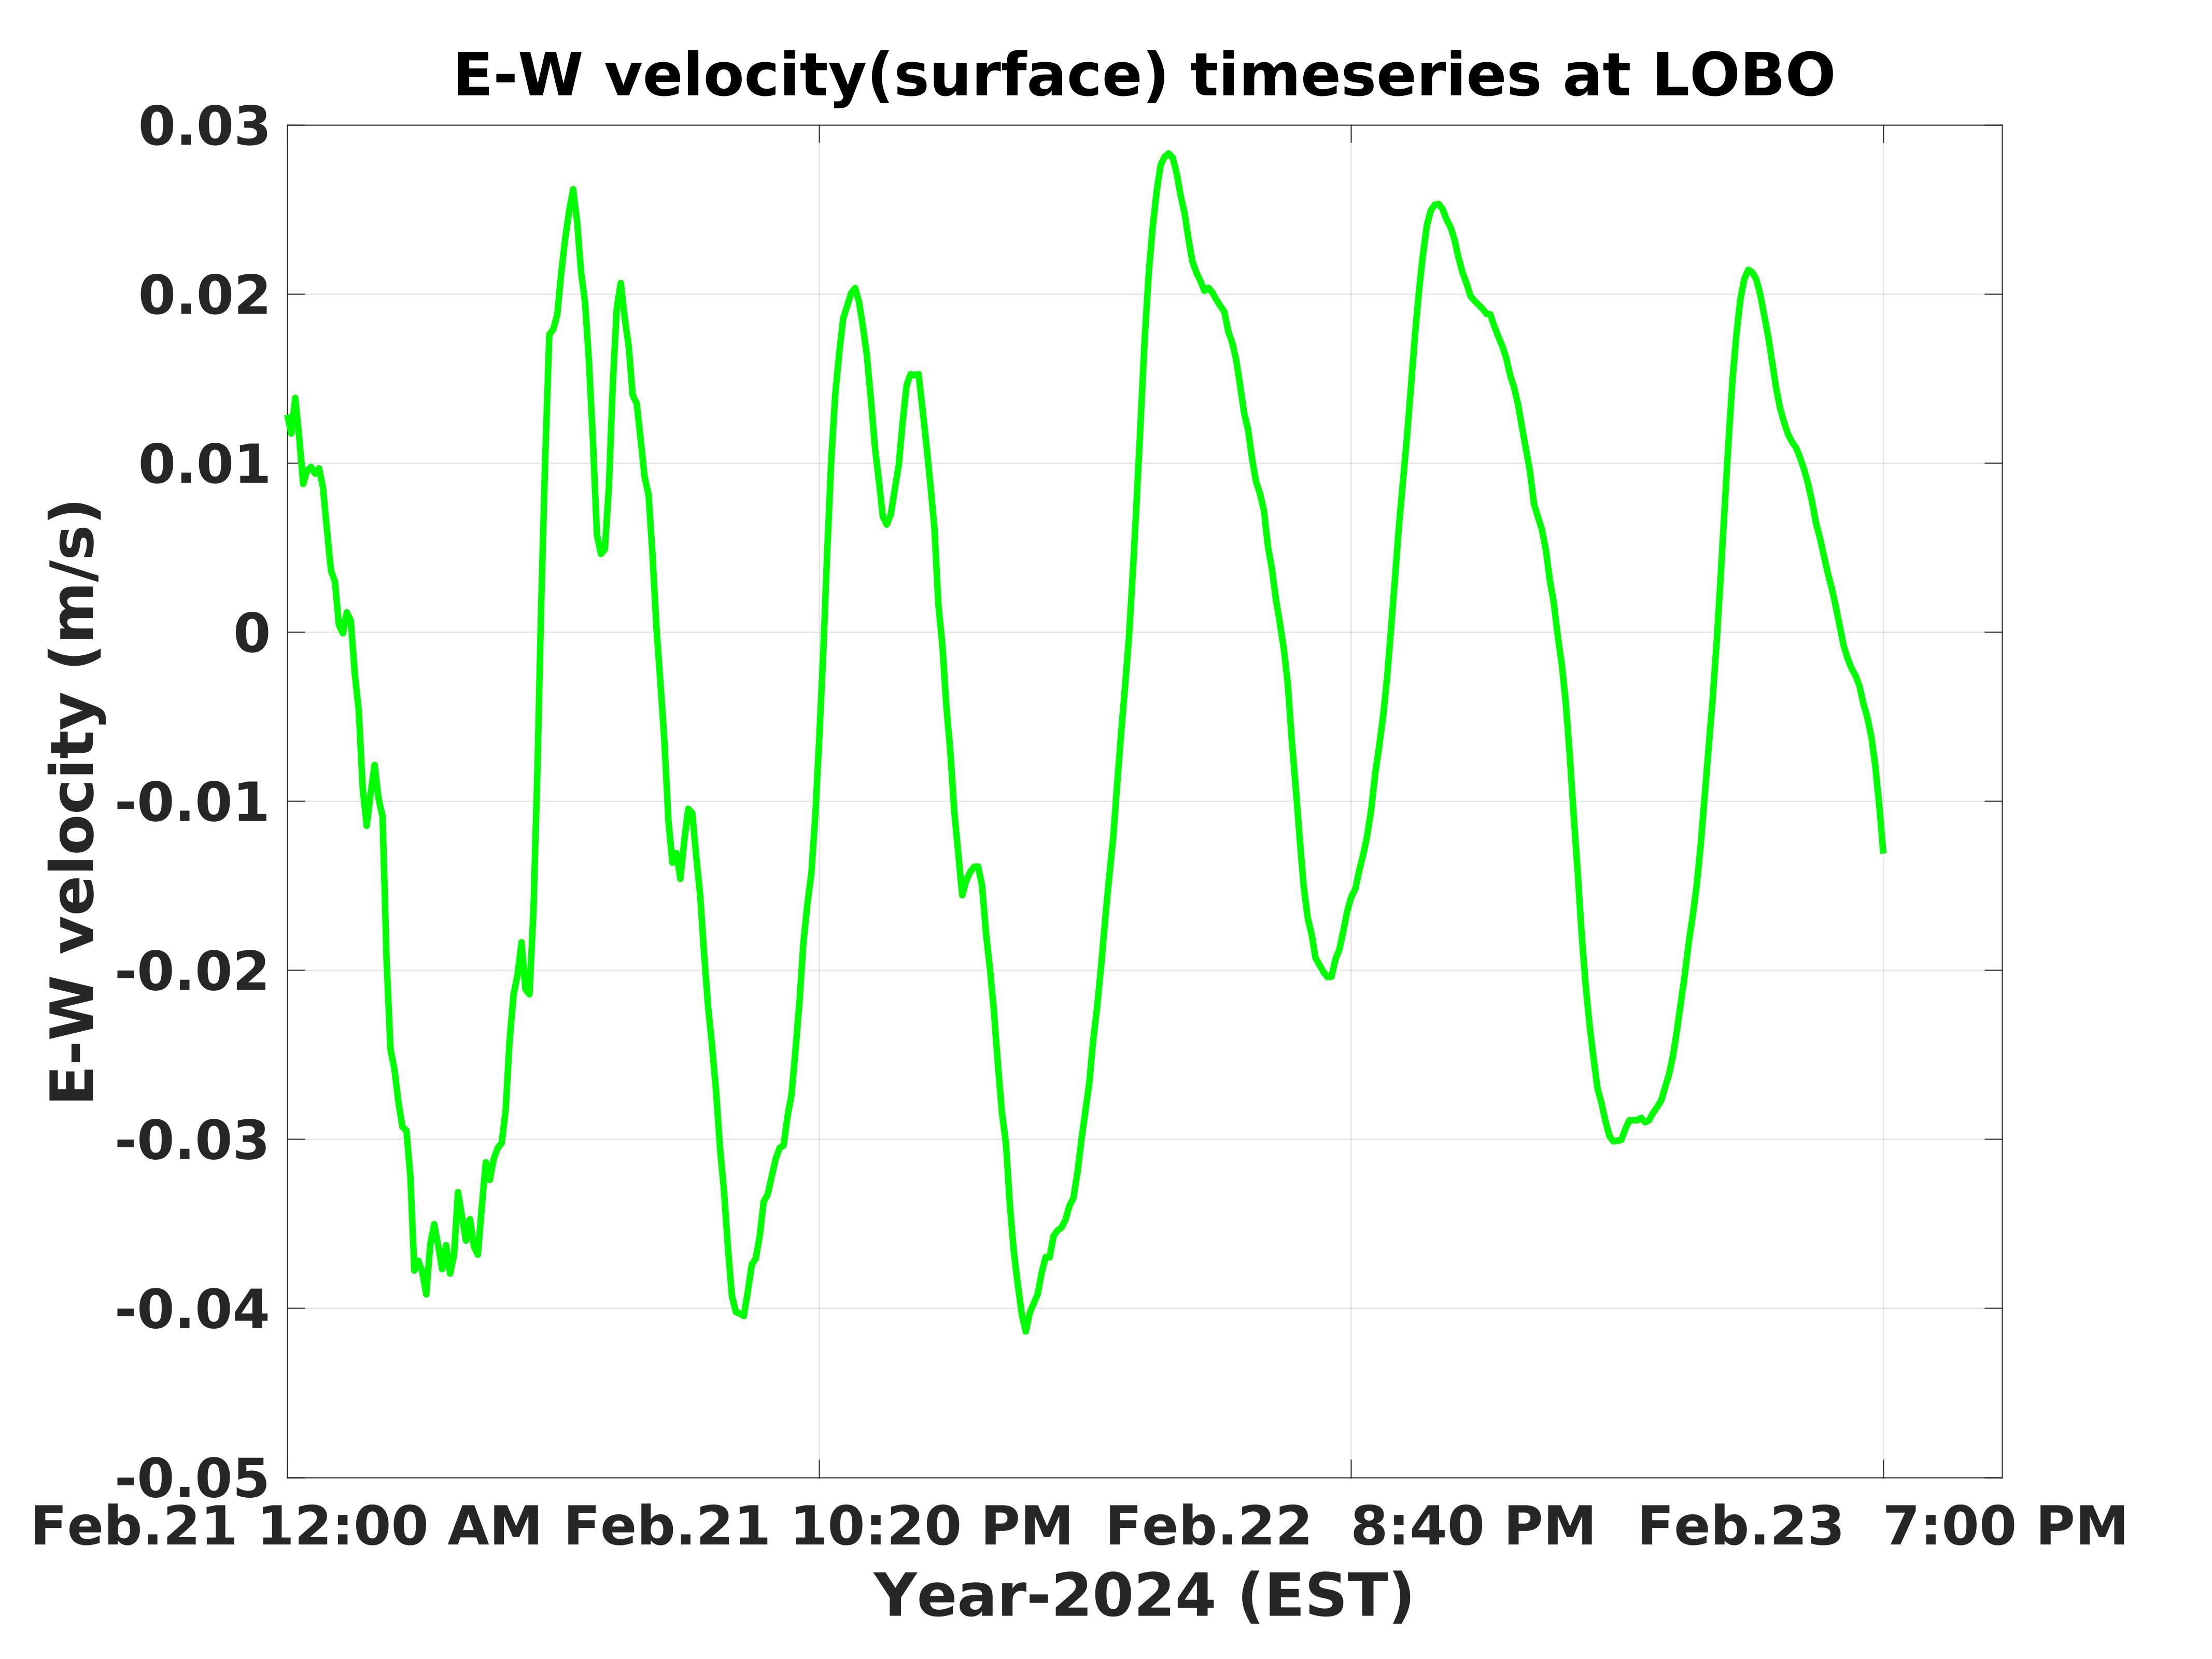 E-W velocity(surface) timeseries at LOBO
0.03
0.02
0.01
0
-0.01
-0.02
-0.03
-0.04
-0.05
E-W velocity (m/s)
Feb.21 12:00 AM Feb.21 10:20 PM Feb.22 8:40 PM Feb.23 7:00 PM
Year-2024 (EST)